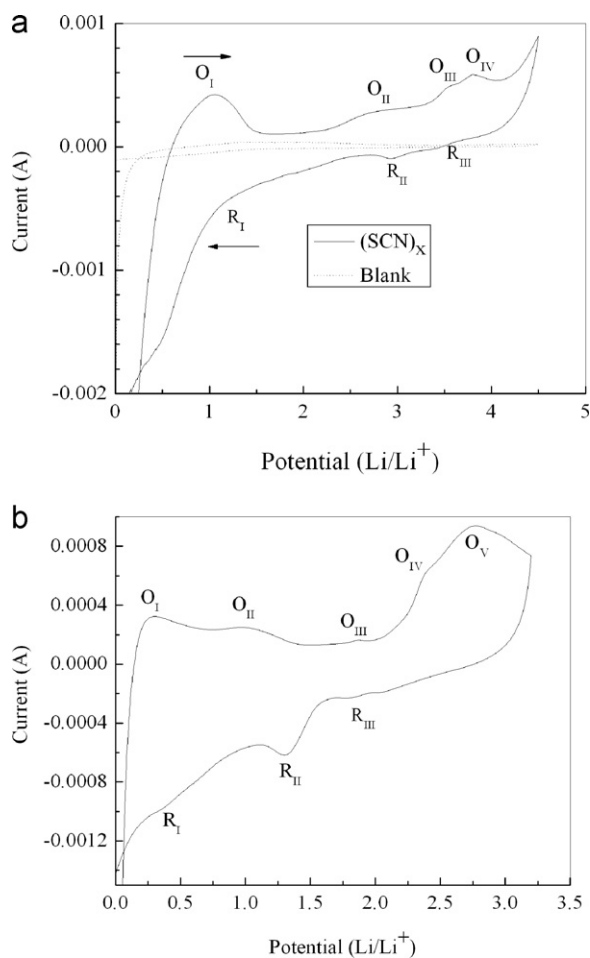 a
0.001
0.000
-0.001
-0.002
Current (A)
O_I
O_II
O_III
O_IV
R_I
R_II
R_III
(SCN)_X
Blank
0 1 2 3 4 5
Potential (Li/Li^+)
b
0.0008
0.0004
0.0000
-0.0004
-0.0008
-0.0012
Current (A)
O_I
O_II
O_III
O_IV
O_V
R_I
R_II
R_III
0.0 0.5 1.0 1.5 2.0 2.5 3.0 3.5
Potential (Li/Li^+)